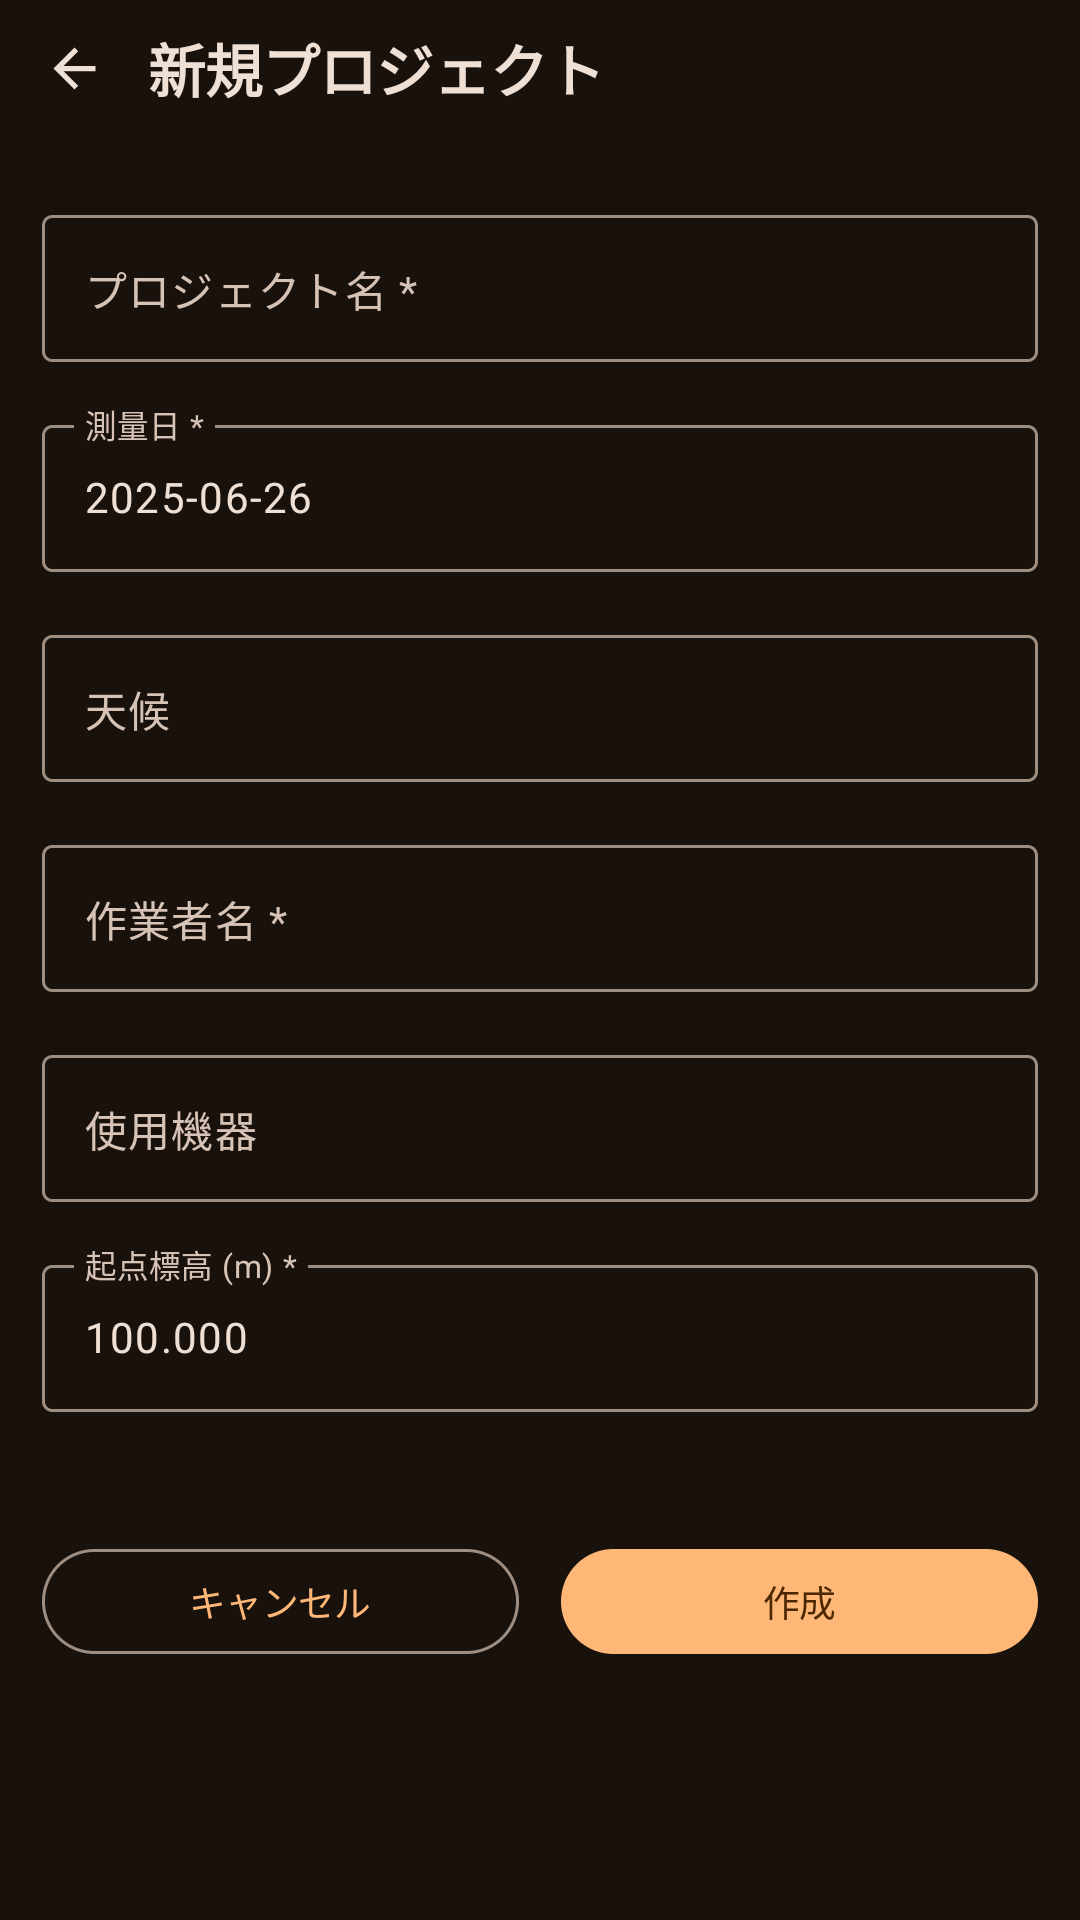 新規プロジェクト
プロジェクト名 *
測量日 *
2025-06-26
天候
作業者名 *
使用機器
起点標高 (m) *
100.000
キャンセル
作成